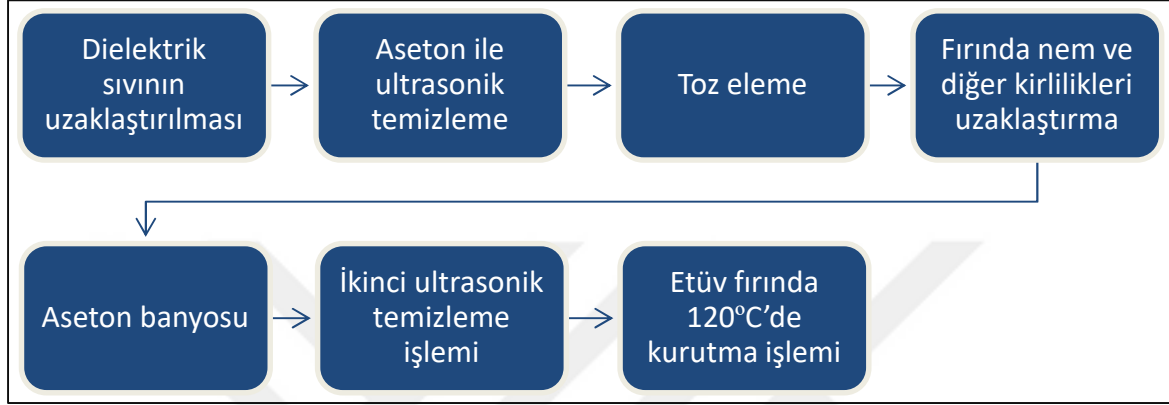 Dielektrik
sıvının
uzaklaştırılması
Aseton ile
ultrasonik
temizleme
Toz eleme
Fırında nem ve
diğer kirlilikleri
uzaklaştırma
Aseton banyosu
İkinci ultrasonik
temizleme
işlemi
Etüv fırında
120°C’de
kurutma işlemi